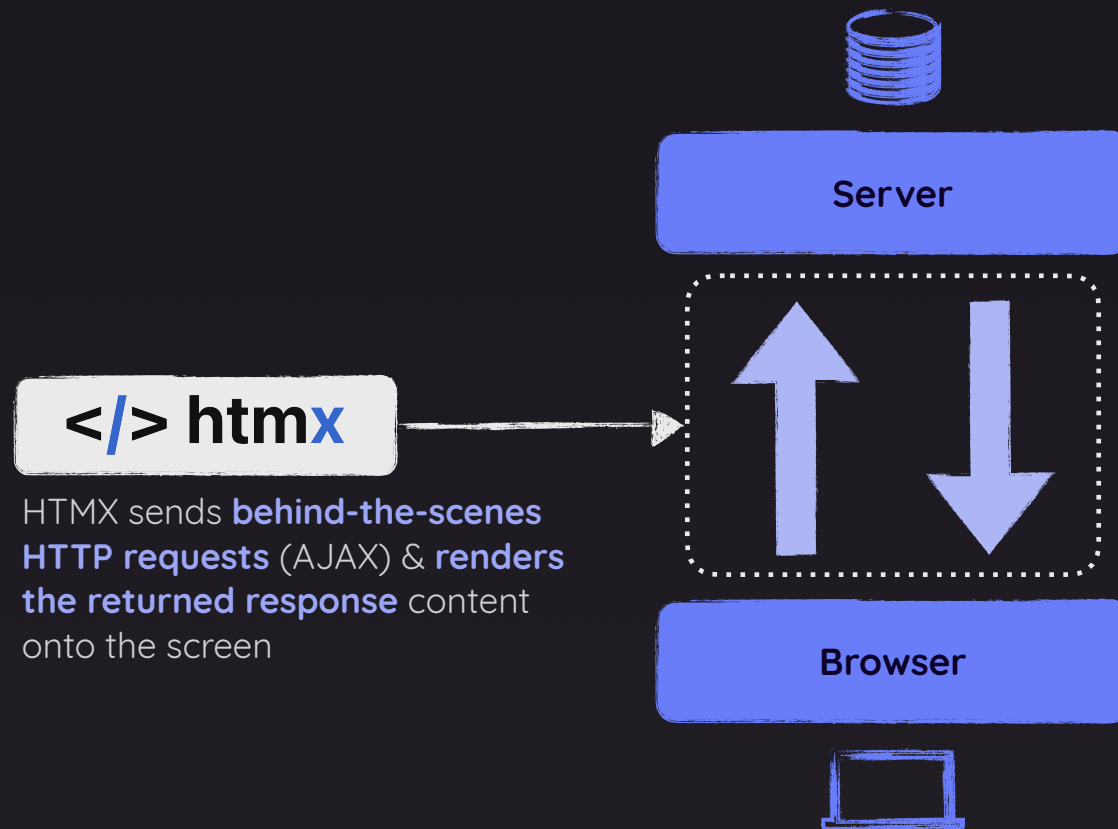 Server
</> htmx
HTMX sends behind-the-scenes
HTTP requests (AJAX) & renders
the returned response content
onto the screen
Browser